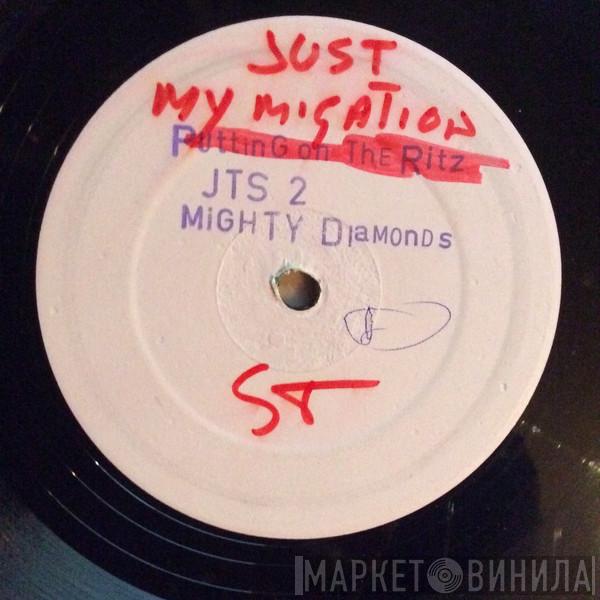 JUST
MY MIGATION
PuttinG on ThE Ritz
JTS 2
MiGHTY DIaMonDs
ST
МАРКЕТ ВИНИЛА